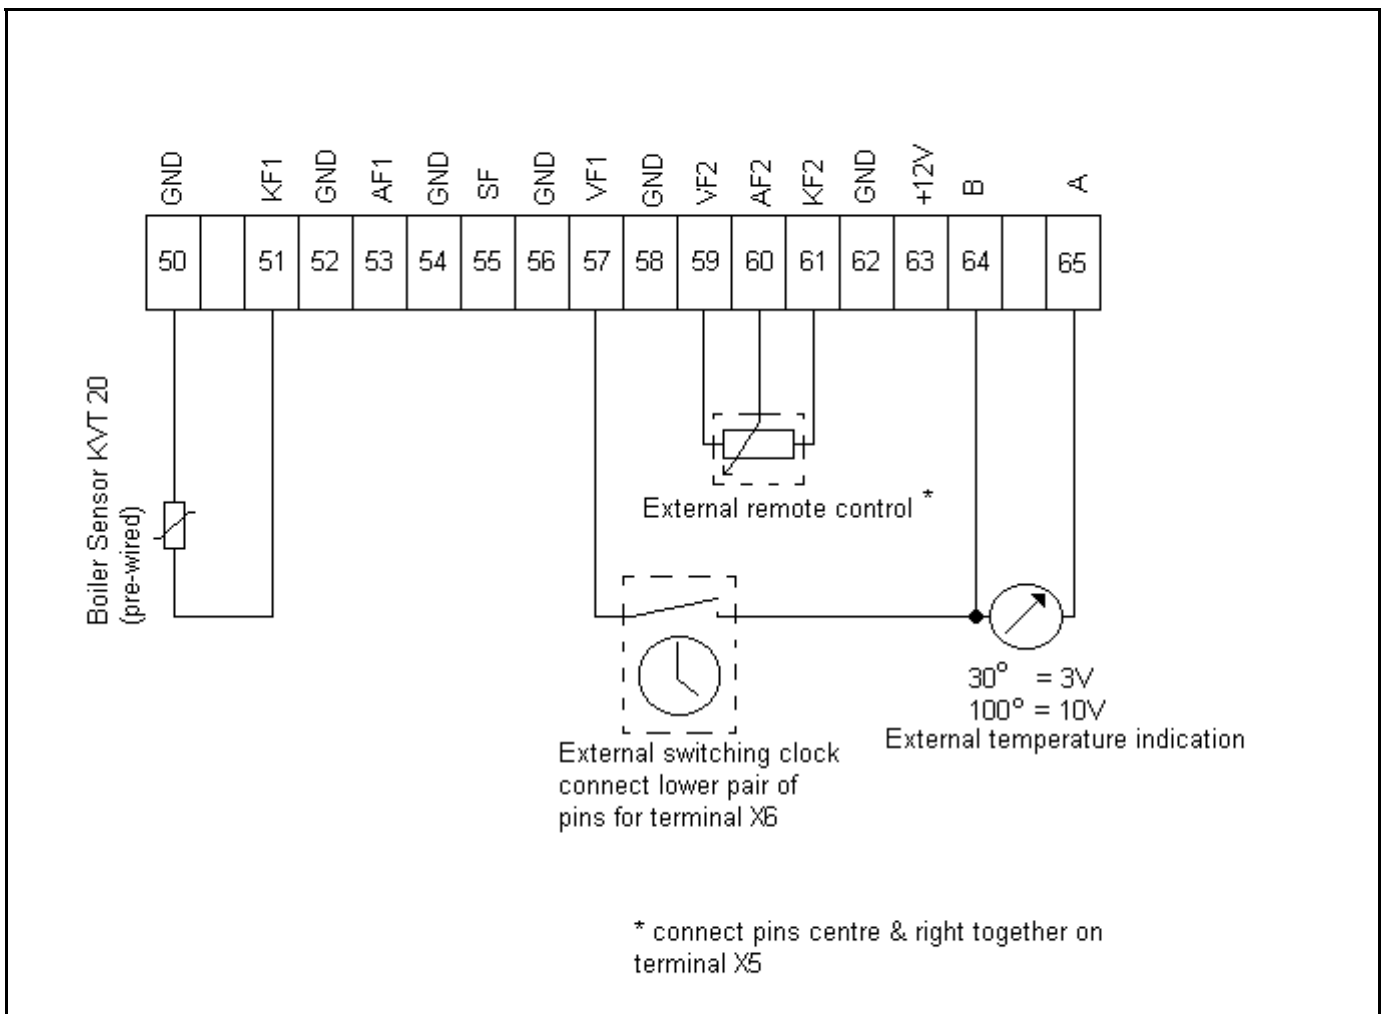 GND KF1 GND AF1 GND SF GND VF1 GND VF2 AF2 KF2 GND +12V B A
50 51 52 53 54 55 56 57 58 59 60 61 62 63 64 65
Boiler Sensor KVT 20
(pre-wired)
External remote control *
30° = 3V
100° = 10V
External temperature indication
External switching clock
connect lower pair of
pins for terminal X6
* connect pins centre & right together on
terminal X5